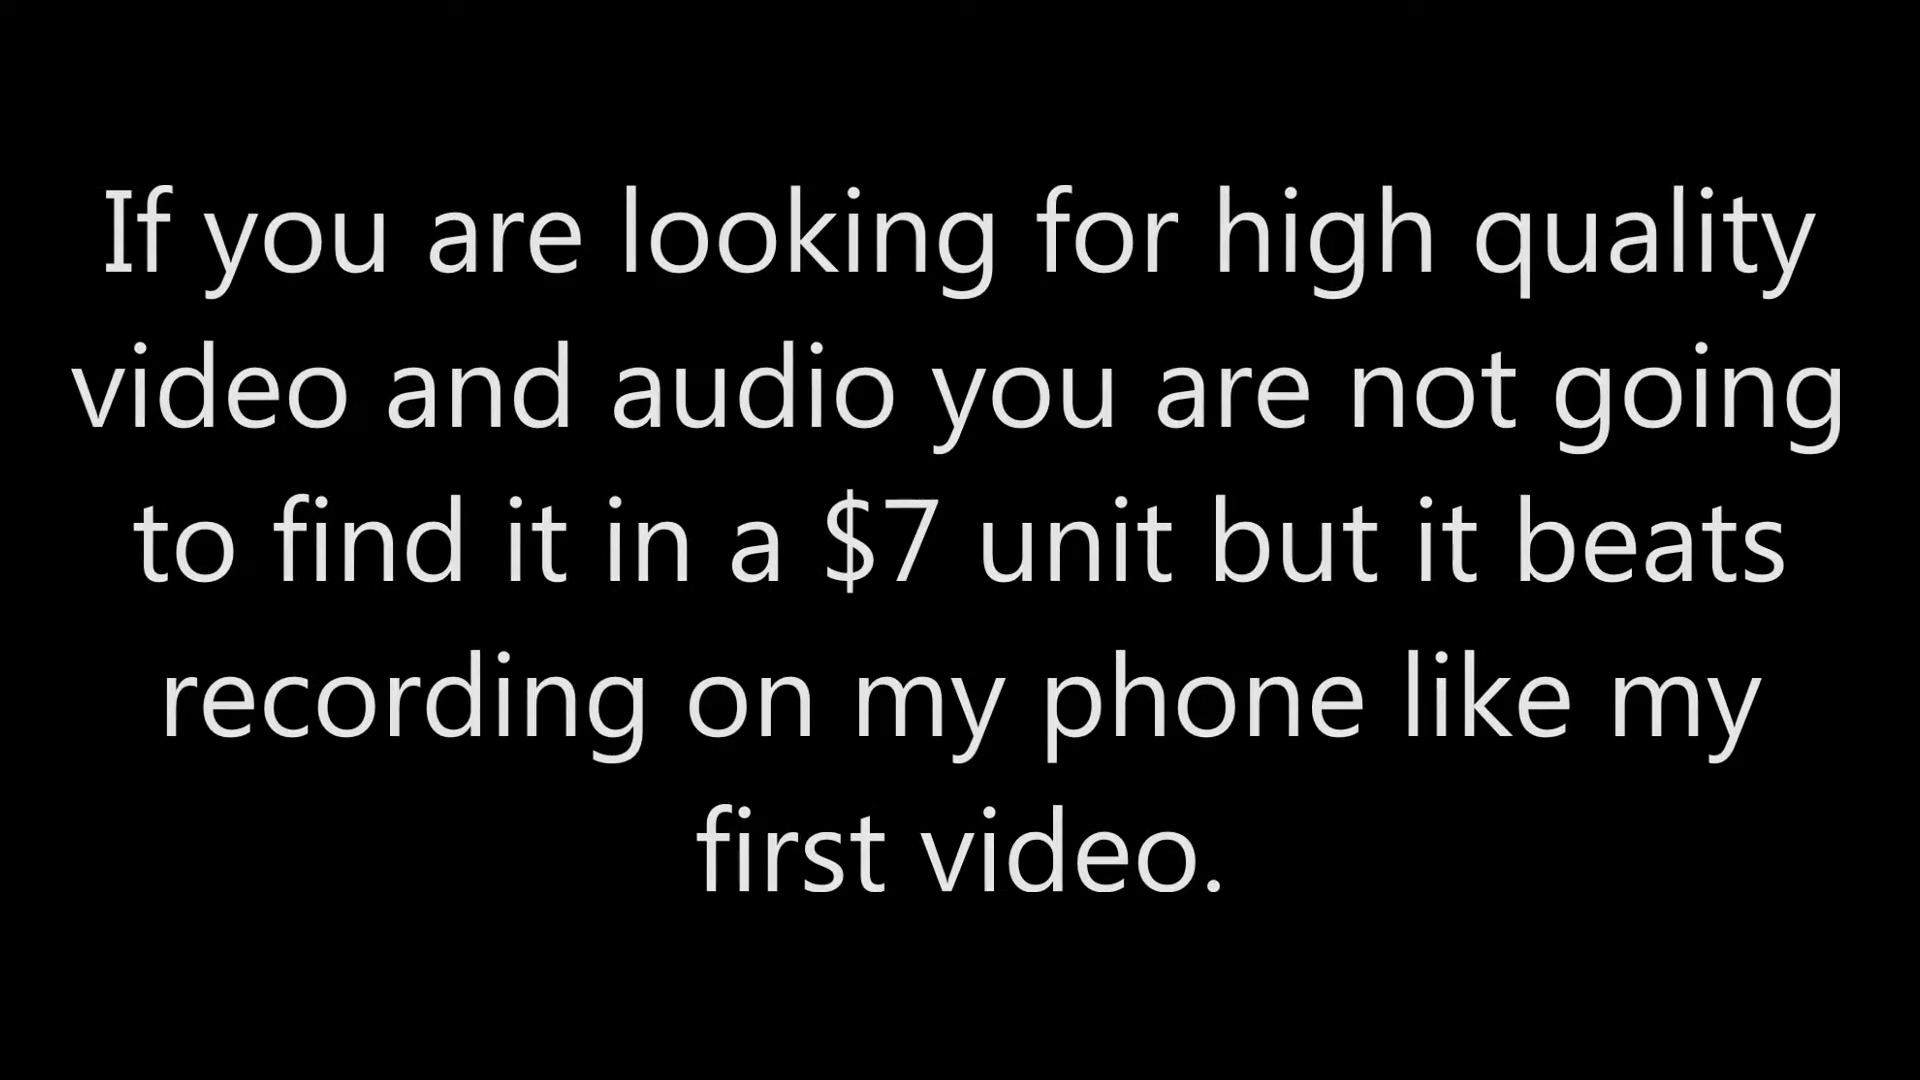 If you are looking for high quality
video and audio you are not going
to find it in a $7 unit but it beats
recording on my phone like my
first video.